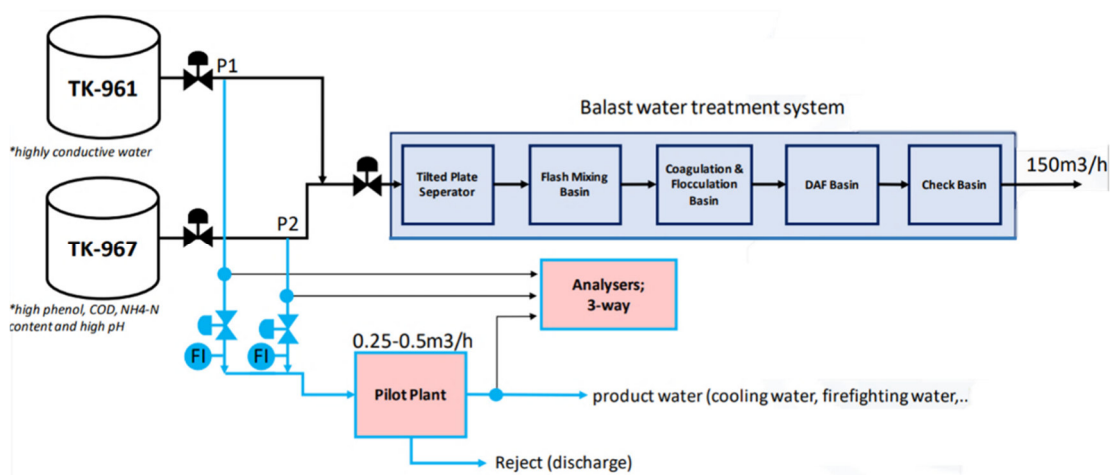 TK-961
P1
*highly conductive water
Balast water treatment system
Tilted Plate
Seperator
Flash Mixing
Basin
Coagulation &
Flocculation
Basin
DAF Basin
Check Basin
150m3/h
TK-967
P2
*high phenol, COD, NH4-N
content and high pH
Analysers;
3-way
FI
FI
0.25-0.5m3/h
Pilot Plant
product water (cooling water, firefighting water,..
Reject (discharge)